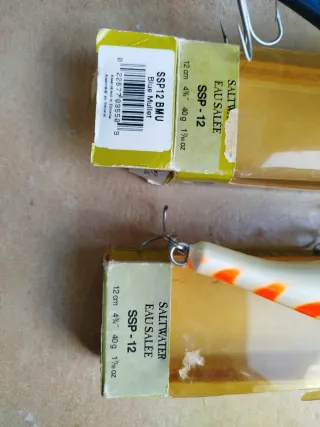 SSP12 BMU
Blue Mullet
SALTWATER
EAU SALEE
SSP - 12
12 cm 4¾" 40 g 1⅜ oz
SALTWATER
EAU SALEE
SSP - 12
12 cm 4¾" 40 g 1⅜ oz